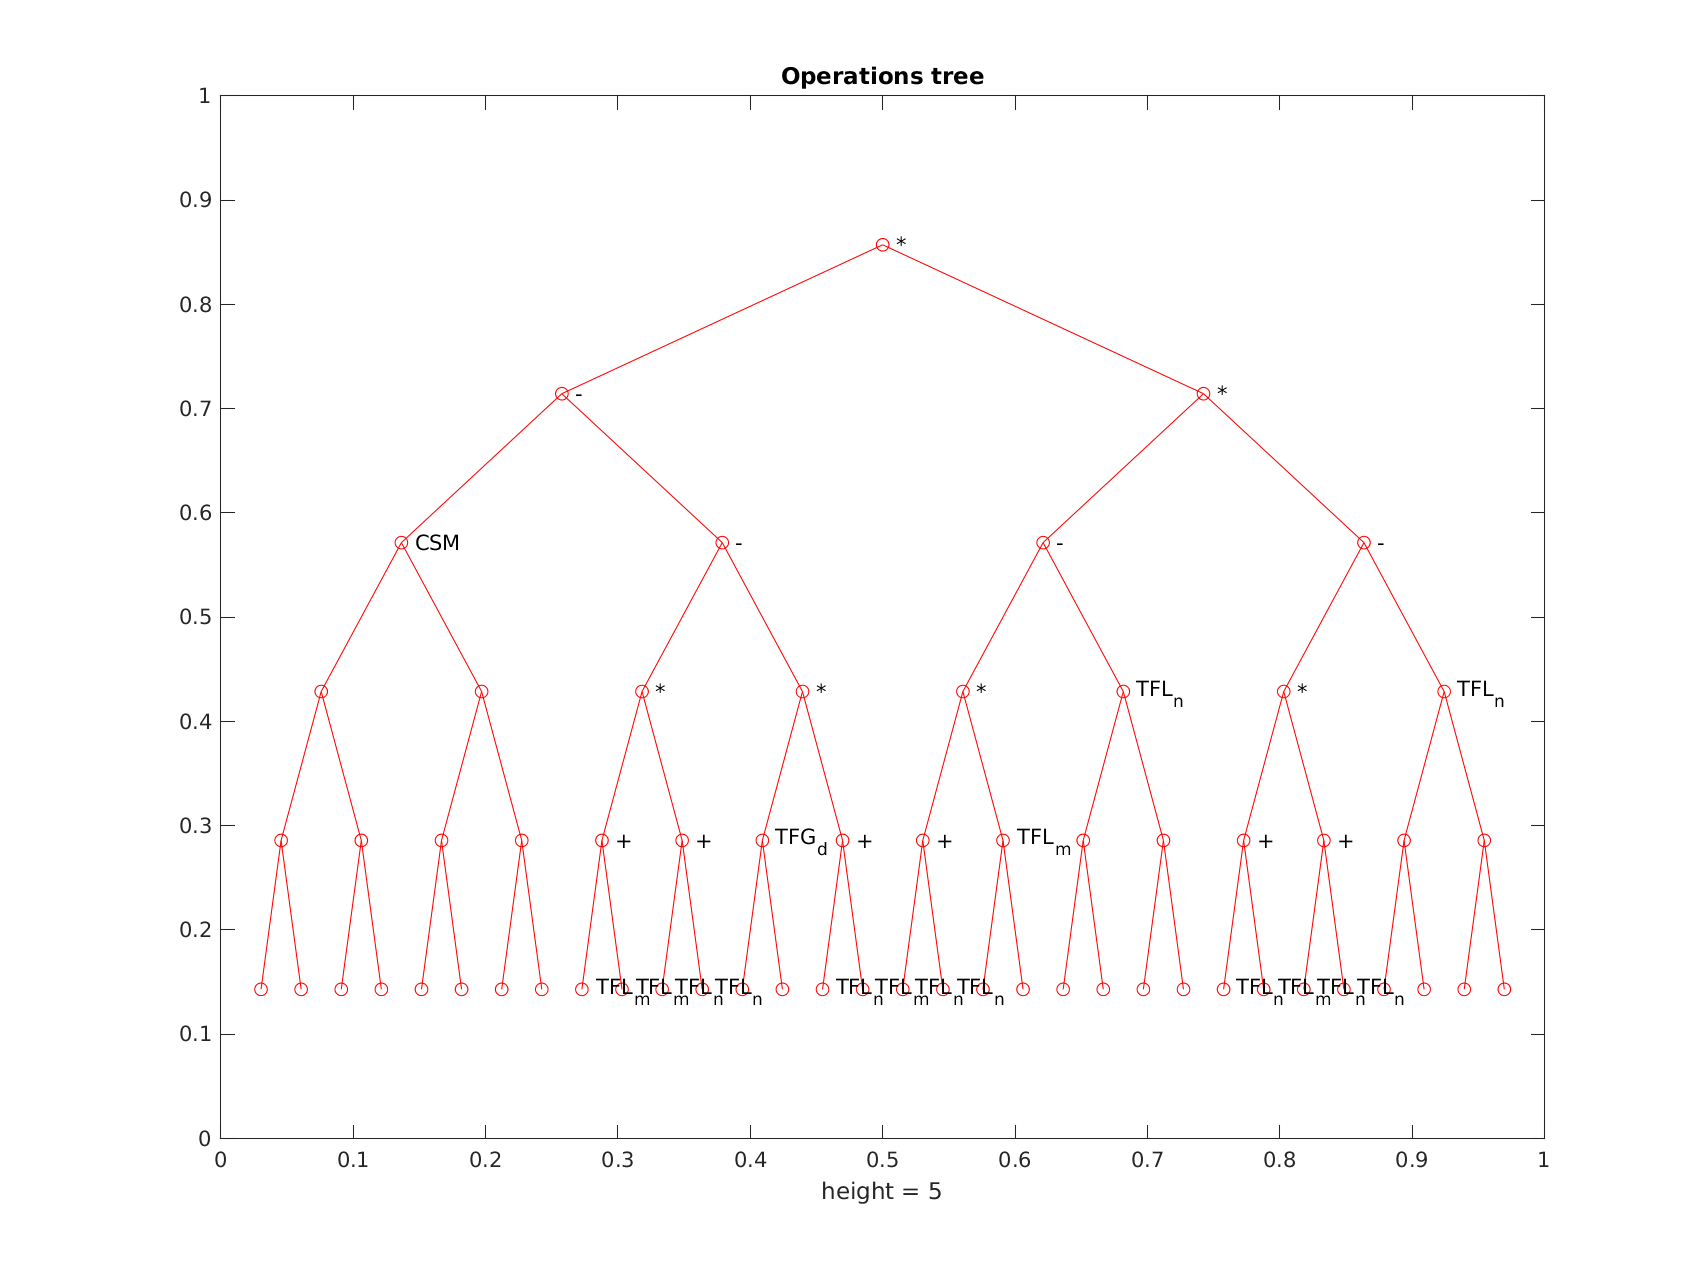 Operations tree
1
0.9
*
0.8
- *
0.7
0.6
CSM - - -
0.5
* * * TFLn * TFLn
0.4
0.3
+ + TFGd + + TFLm + +
0.2
TFLm TFLm TFLn TFLn TFLn TFLm TFLn TFLn TFLn TFLm TFLn TFLn
0.1
0
0 0.1 0.2 0.3 0.4 0.5 0.6 0.7 0.8 0.9 1
height = 5